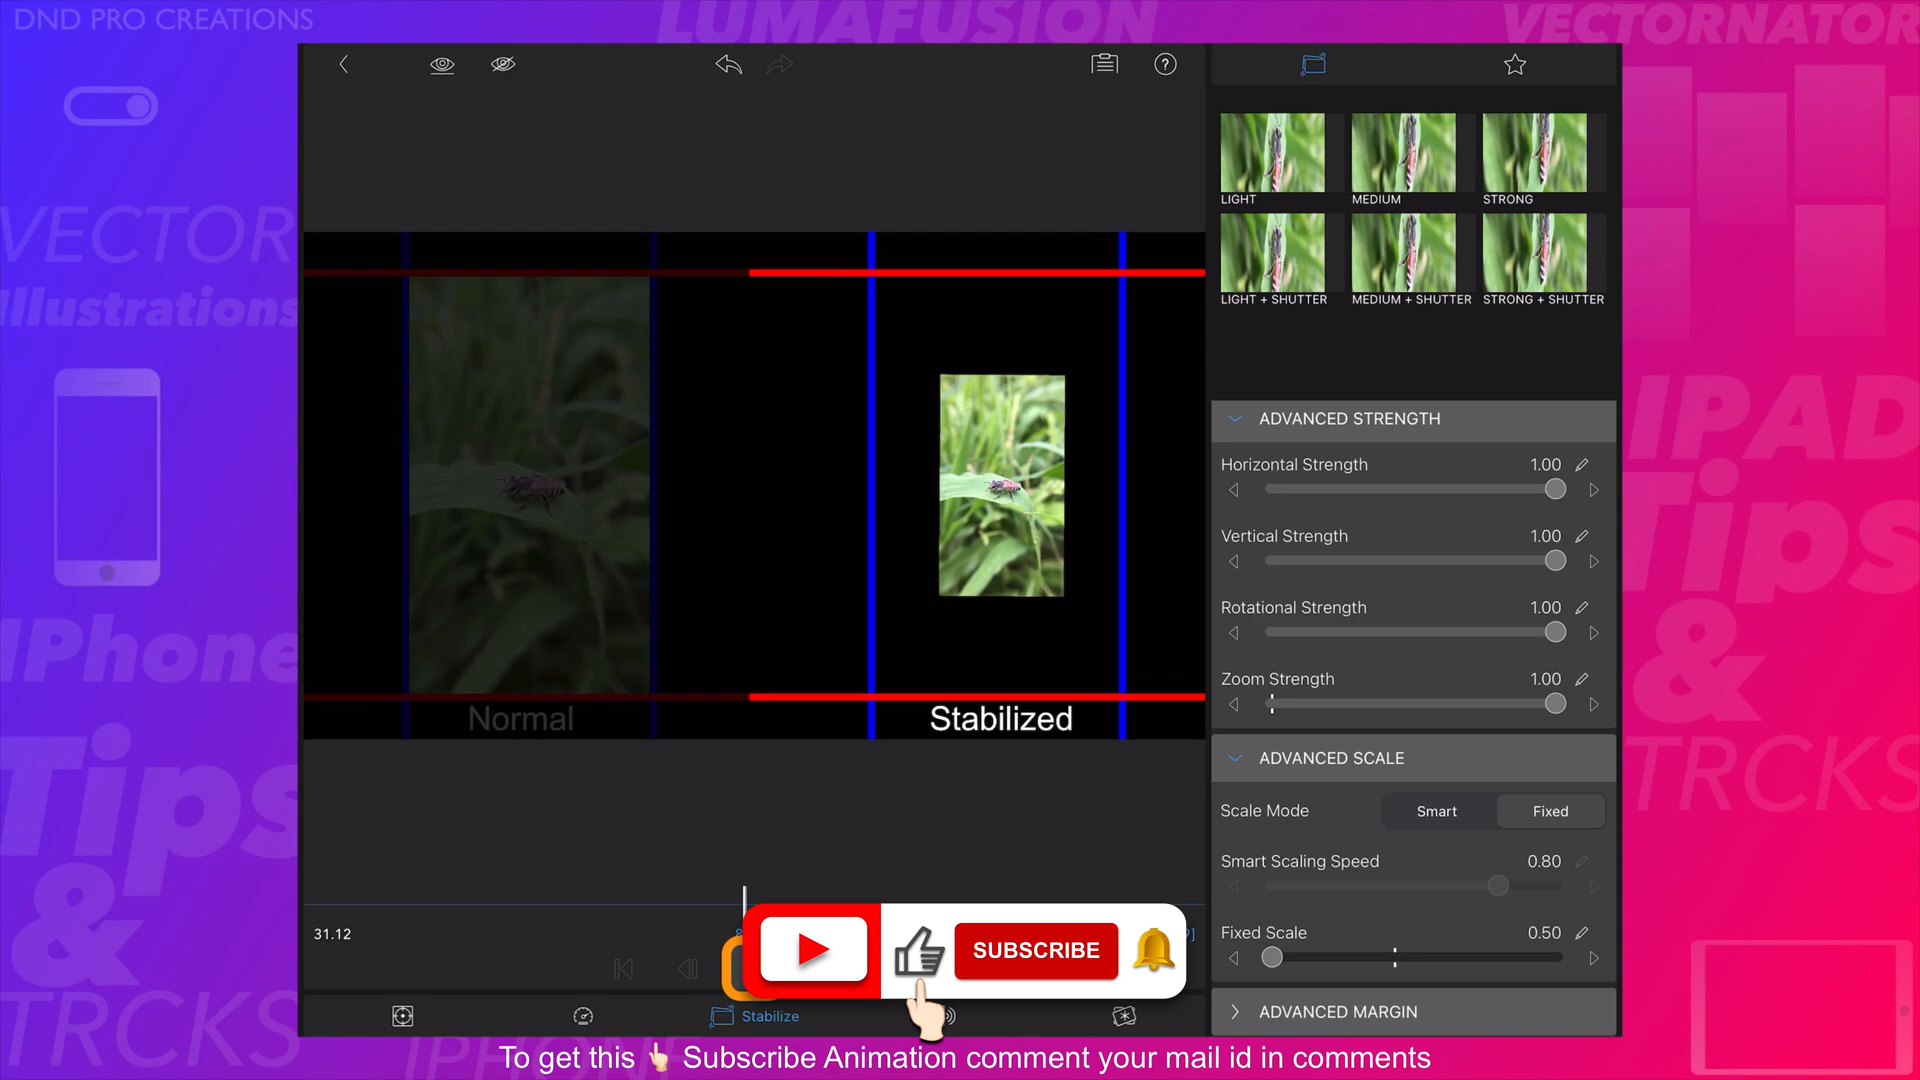 DND PRO CREATIONS
LUMAFUSION
VECTORNATOR
VECTOR
Illustrations
IPhone
Tips
&
TRCKS
IPHONE
IPAD
Tips
&
TRCKS
LIGHT
MEDIUM
STRONG
LIGHT + SHUTTER
MEDIUM + SHUTTER
STRONG + SHUTTER
Normal
Stabilized
ADVANCED STRENGTH
Horizontal Strength 1.00
Vertical Strength 1.00
Rotational Strength 1.00
Zoom Strength 1.00
ADVANCED SCALE
Scale Mode Smart Fixed
Smart Scaling Speed 0.80
Fixed Scale 0.50
ADVANCED MARGIN
31.12
SUBSCRIBE
Stabilize
To get this 👆🏻 Subscribe Animation comment your mail id in comments